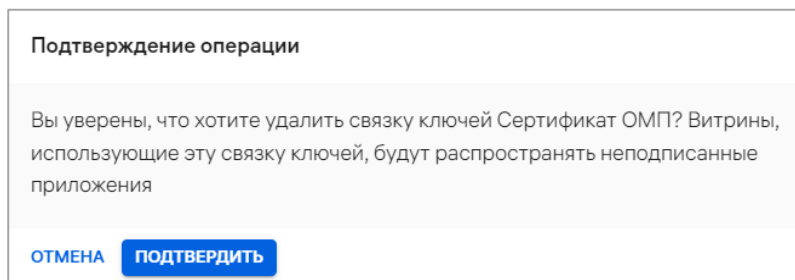 Подтверждение операции
Вы уверены, что хотите удалить связку ключей Сертификат ОМП? Витрины,
использующие эту связку ключей, будут распространять неподписанные
приложения
ОТМЕНА ПОДТВЕРДИТЬ